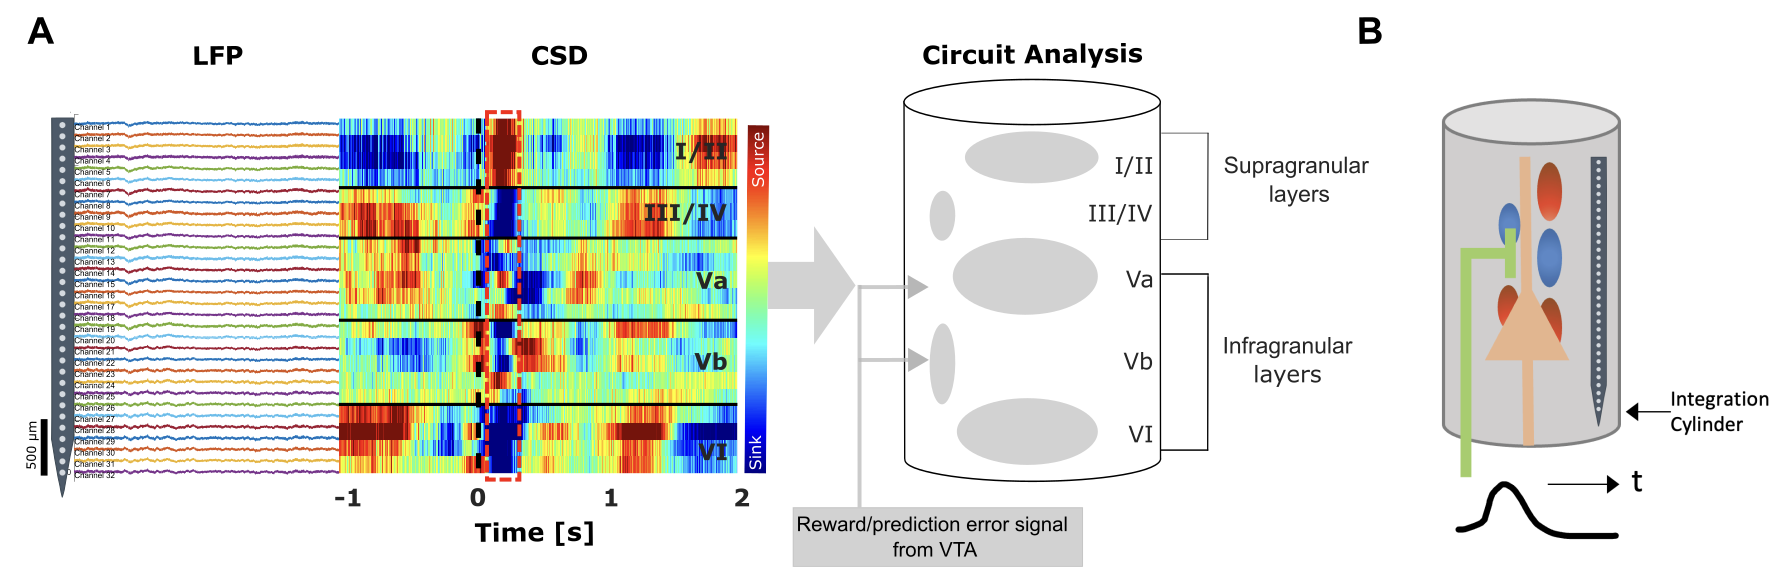 A
B
LFP
CSD
Circuit Analysis
Channel 1
Channel 2
Channel 3
Channel 4
Channel 5
Channel 6
Channel 7
Channel 8
Channel 9
Channel 10
Channel 11
Channel 12
Channel 13
Channel 14
Channel 15
Channel 16
Channel 17
Channel 18
Channel 19
Channel 20
Channel 21
Channel 22
Channel 23
Channel 24
Channel 25
Channel 26
Channel 27
Channel 28
Channel 29
Channel 30
Channel 31
Channel 32
500 µm
I/II
III/IV
Va
Vb
VI
Source
Sink
-1
0
1
2
Time [s]
I/II
III/IV
Va
Vb
VI
Supragranular
layers
Infragranular
layers
Reward/prediction error signal
from VTA
Integration
Cylinder
t